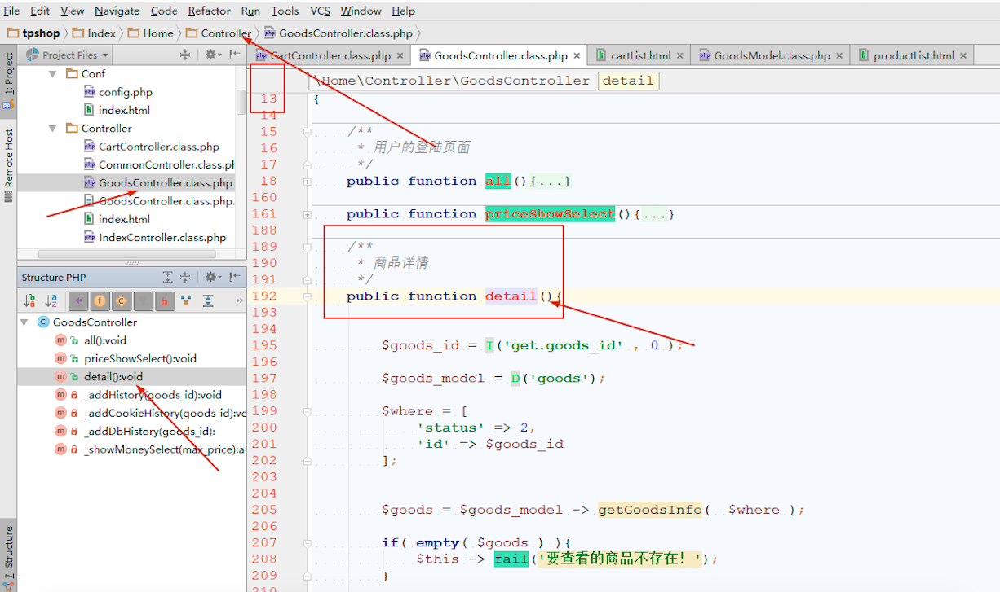 File Edit View Navigate Code Refactor Run Tools VCS Window Help
tpshop Index Home Controller GoodsController.class.php
1: Project
Remote Host
Z: Structure
Project Files
Conf
config.php
index.html
Controller
CartController.class.php
CommonController.class.ph
GoodsController.class.php
GoodsController.class.php.
index.html
IndexController.class.php
Structure PHP
GoodsController
all():void
priceShowSelect():void
detail():void
_addHistory(goods_id):void
_addCookieHistory(goods_id):vo
_addDbHistory(goods_id):
_showMoneySelect(max_price):ar
CartController.class.php GoodsController.class.php cartList.html GoodsModel.class.php productList.html
\Home\Controller\GoodsController detail
13 {
14
15 /**
16 * 用户的登陆页面
17 */
18 public function all(){...}
160
161 public function priceShowSelect(){...}
188
189 /**
190 * 商品详情
191 */
192 public function detail(){
193
194
195 $goods_id = I('get.goods_id' , 0 );
196
197 $goods_model = D('goods');
198
199 $where = [
200 'status' => 2,
201 'id' => $goods_id
202 ];
203
204
205 $goods = $goods_model -> getGoodsInfo( $where );
206
207 if( empty( $goods ) ){
208 $this -> fail('要查看的商品不存在！');
209 }
210